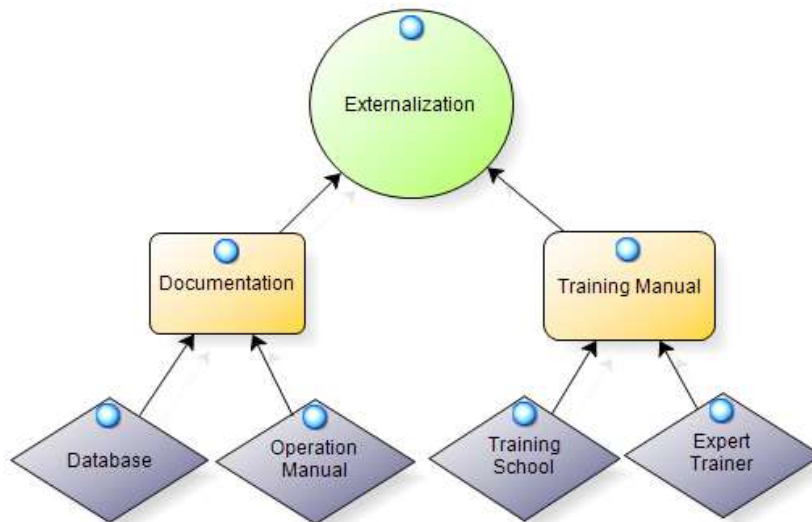 Externalization
Documentation
Training Manual
Database
Operation
Manual
Training
School
Expert
Trainer